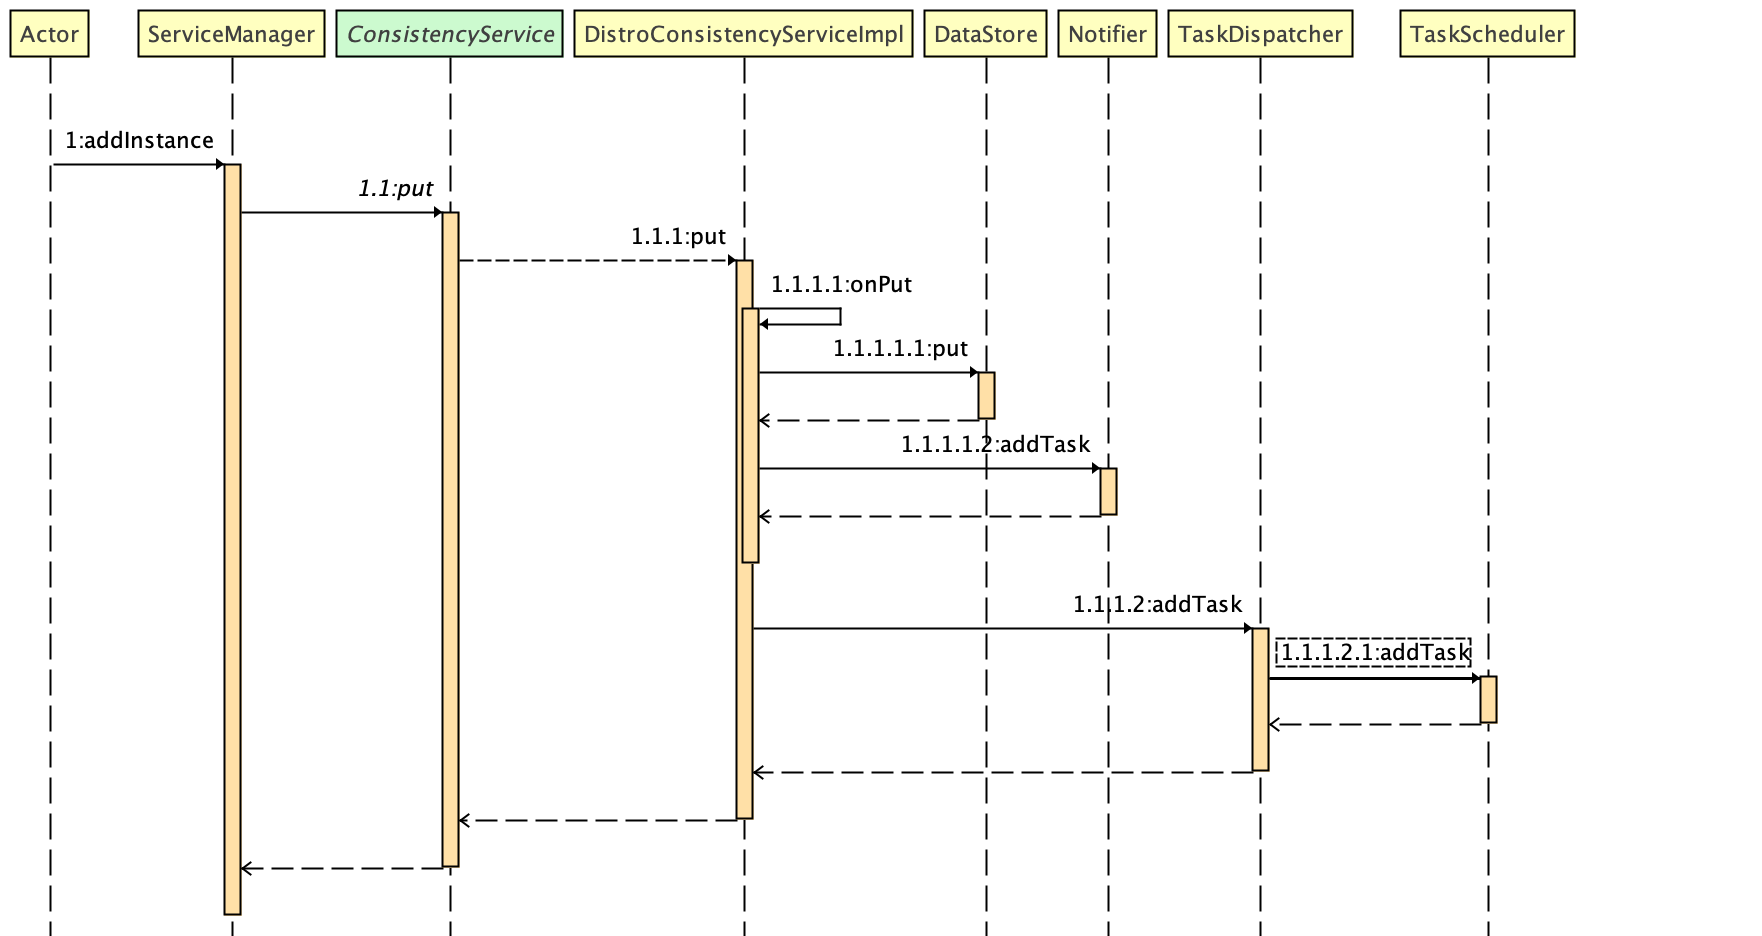 Actor
ServiceManager
ConsistencyService
DistroConsistencyServiceImpl
DataStore
Notifier
TaskDispatcher
TaskScheduler
1:addInstance
1.1:put
1.1.1:put
1.1.1.1:onPut
1.1.1.1.1:put
1.1.1.1.2:addTask
1.1.1.2:addTask
1.1.1.2.1:addTask